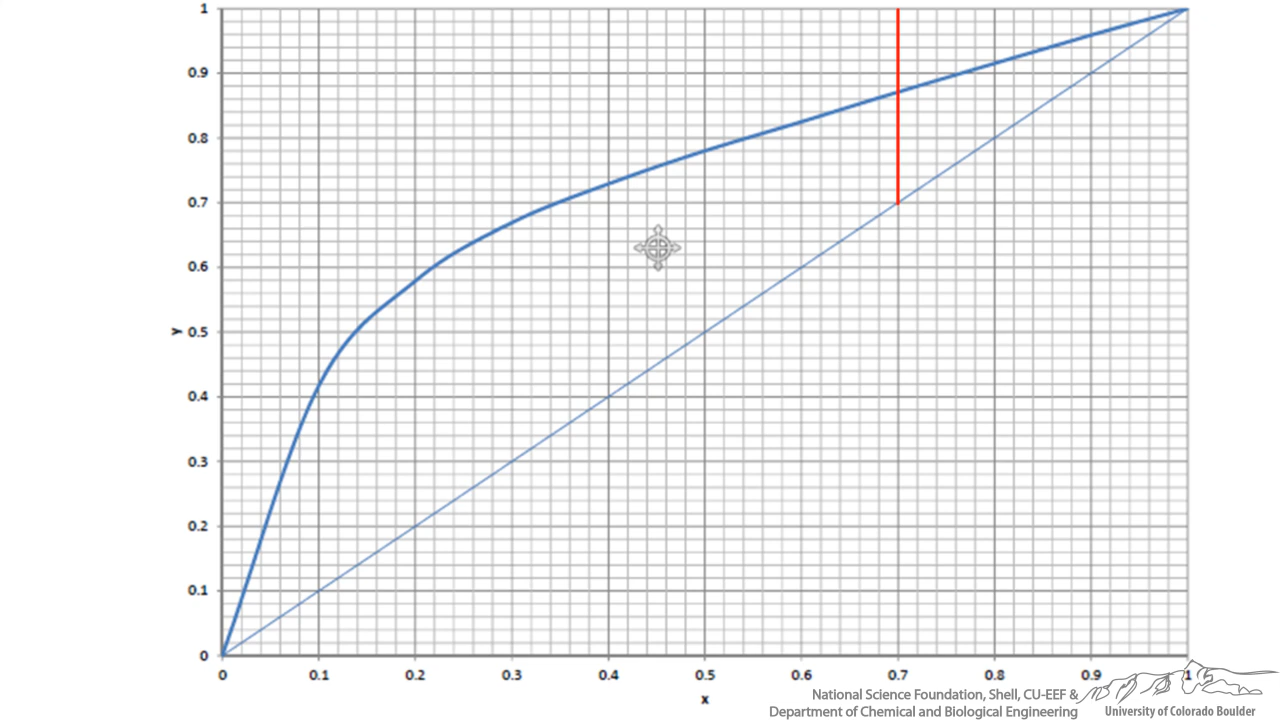 1
0.9
0.8
0.7
0.6
y 0.5
0.4
0.3
0.2
0.1
0
0 0.1 0.2 0.3 0.4 0.5 0.6 0.7 0.8 0.9 1
x
National Science Foundation, Shell, CU-EEF &
Department of Chemical and Biological Engineering
University of Colorado Boulder